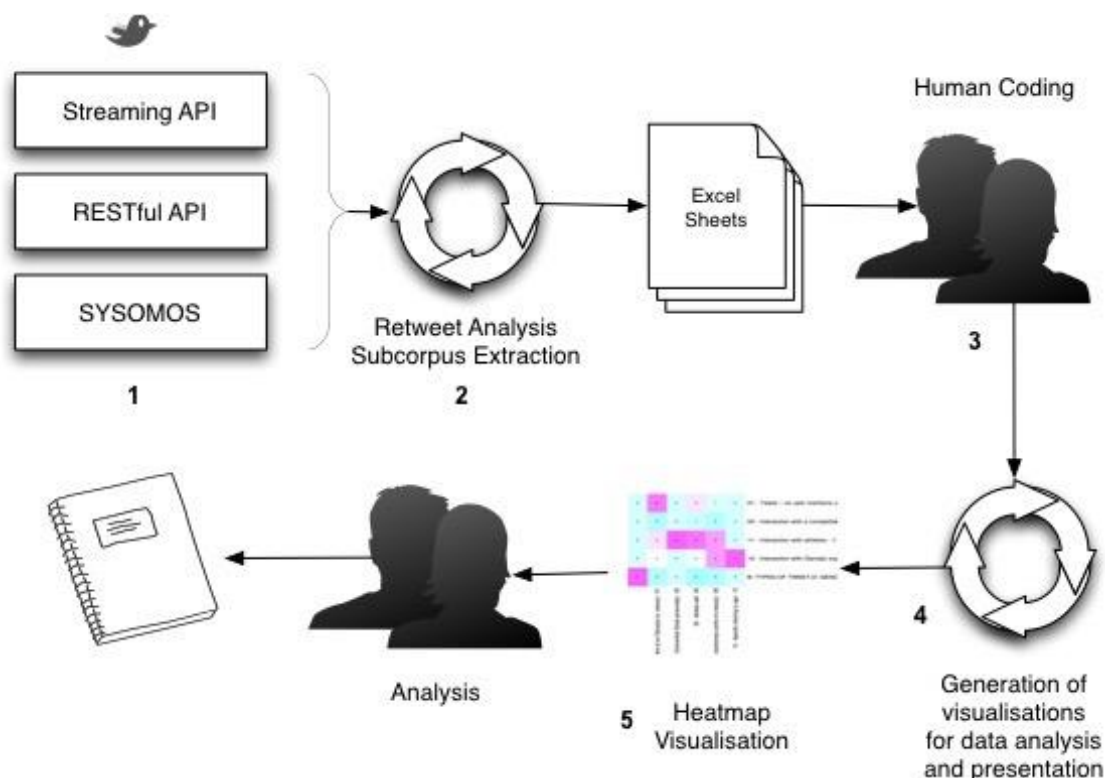 Streaming API
RESTful API
SYSOMOS
1
Retweet Analysis
Subcorpus Extraction
2
Excel
Sheets
Human Coding
3
4
Generation of
visualisations
for data analysis
and presentation
5
Heatmap
Visualisation
Analysis